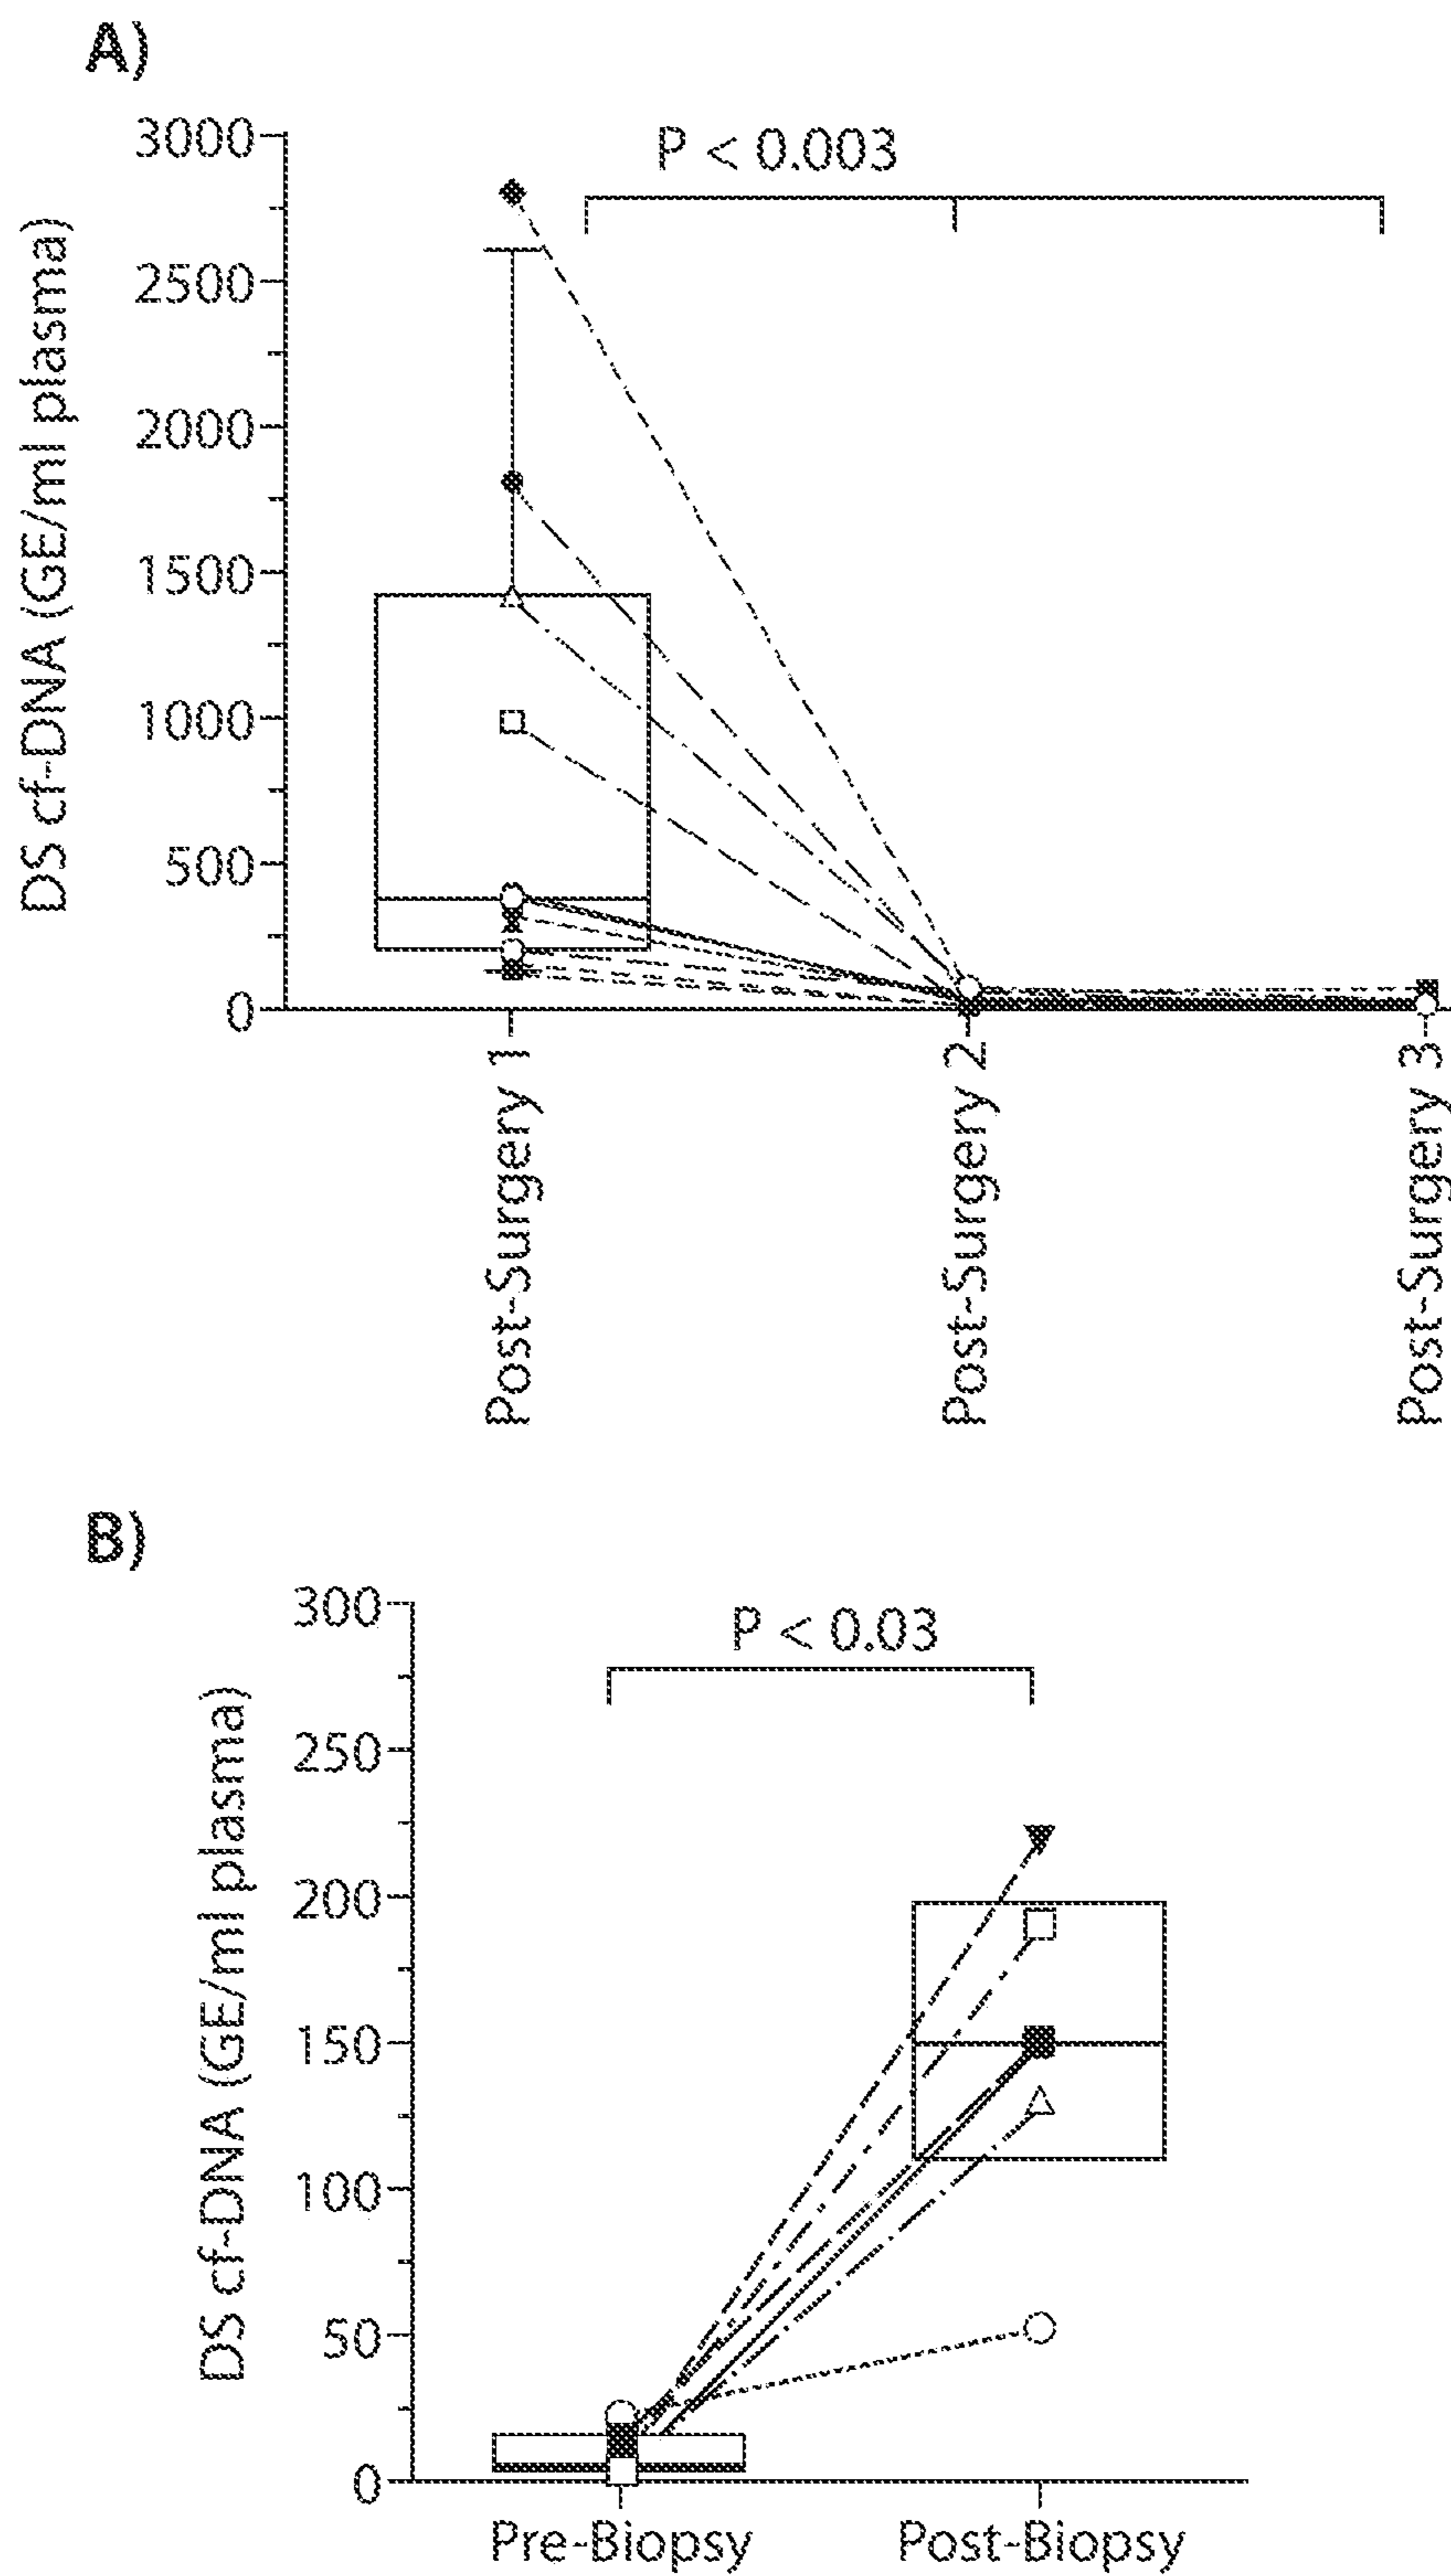 A)
P < 0.003
DS cf-DNA (GE/ml plasma)
3000
2500
2000
1500
1000
500
0
Post-Surgery 1
Post-Surgery 2
Post-Surgery 3
B)
P < 0.03
DS cf-DNA (GE/ml plasma)
300
250
200
150
100
50
0
Pre-Biopsy
Post-Biopsy